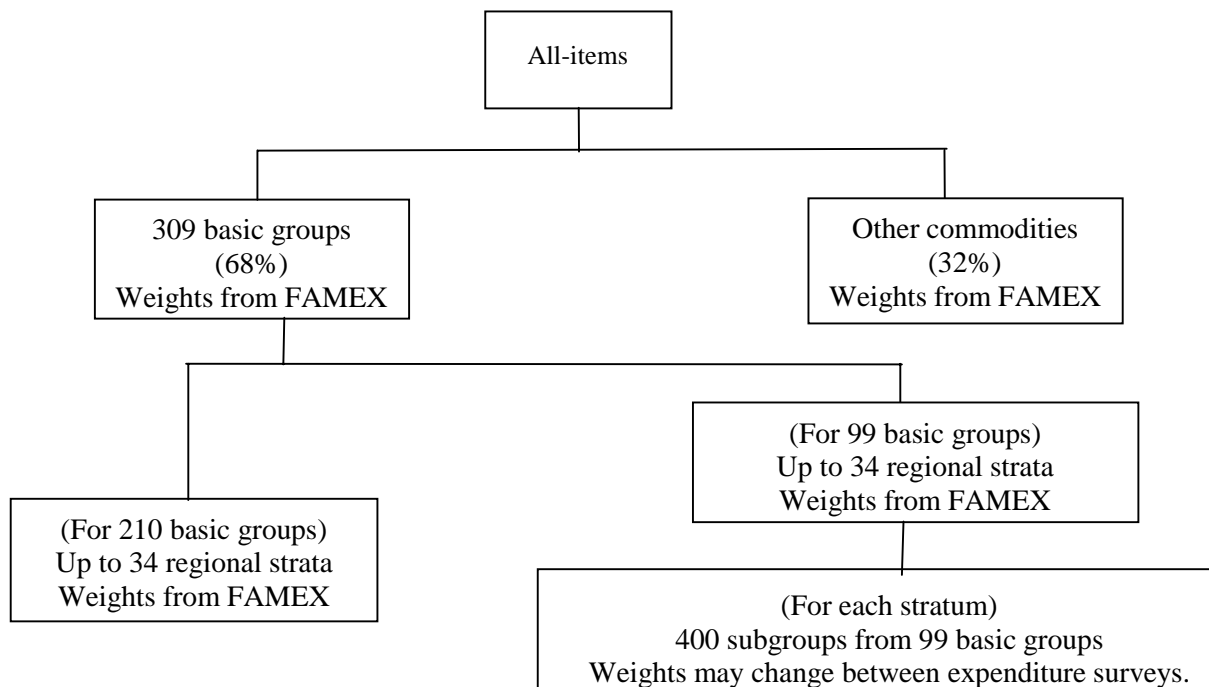 All-items
309 basic groups
(68%)
Weights from FAMEX
Other commodities
(32%)
Weights from FAMEX
(For 99 basic groups)
Up to 34 regional strata
Weights from FAMEX
(For 210 basic groups)
Up to 34 regional strata
Weights from FAMEX
(For each stratum)
400 subgroups from 99 basic groups
Weights may change between expenditure surveys.